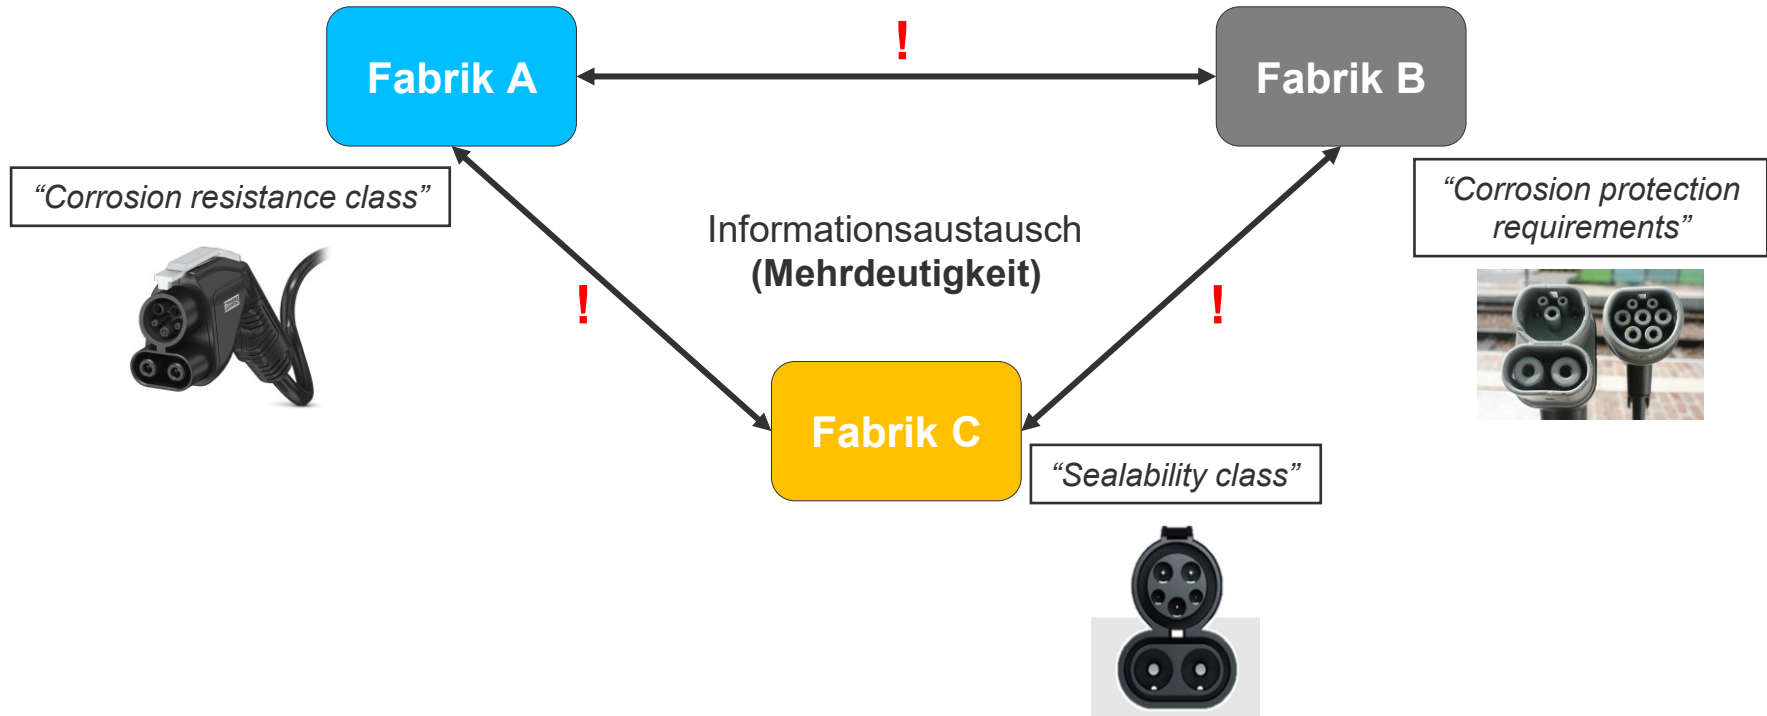 Fabrik A
!
Fabrik B
“Corrosion resistance class”
“Corrosion protection
requirements”
Informationsaustausch
(Mehrdeutigkeit)
!
!
Fabrik C
“Sealability class”